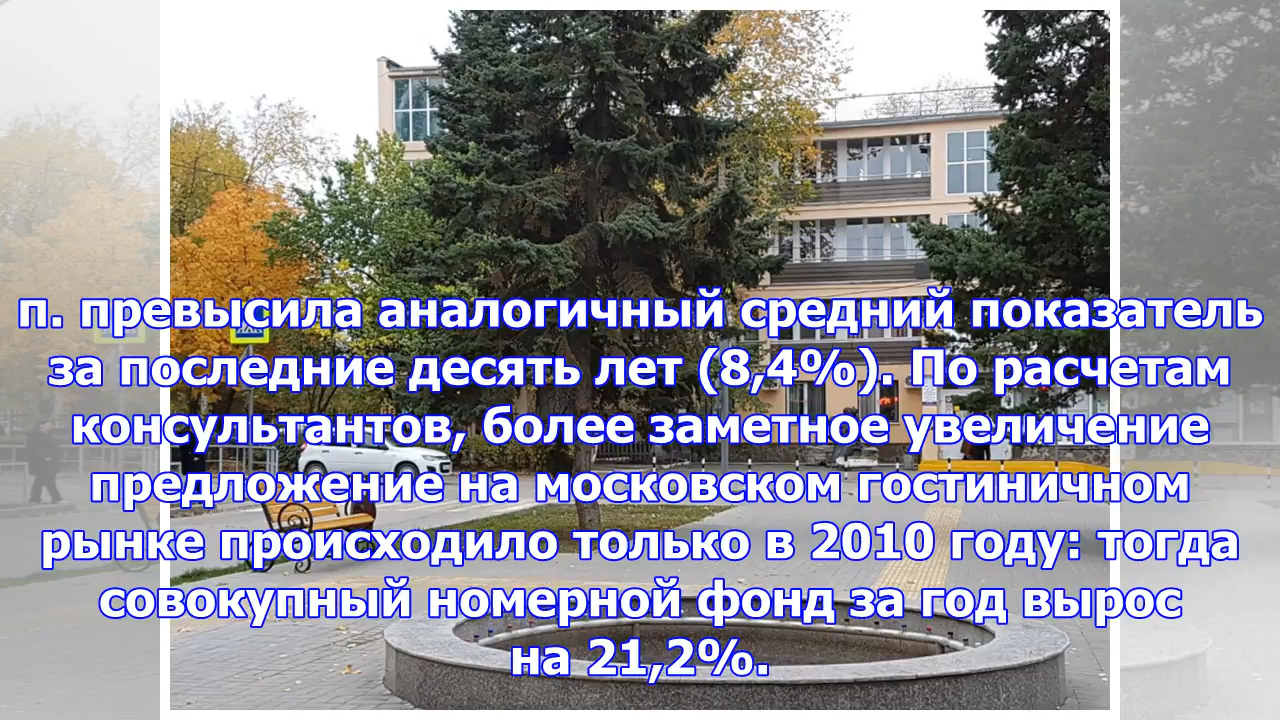 п. превысила аналогичный средний показатель
за последние десять лет (8,4%). По расчетам
консультантов, более заметное увеличение
предложение на московском гостиничном
рынке происходило только в 2010 году: тогда
совокупный номерной фонд за год вырос
на 21,2%.